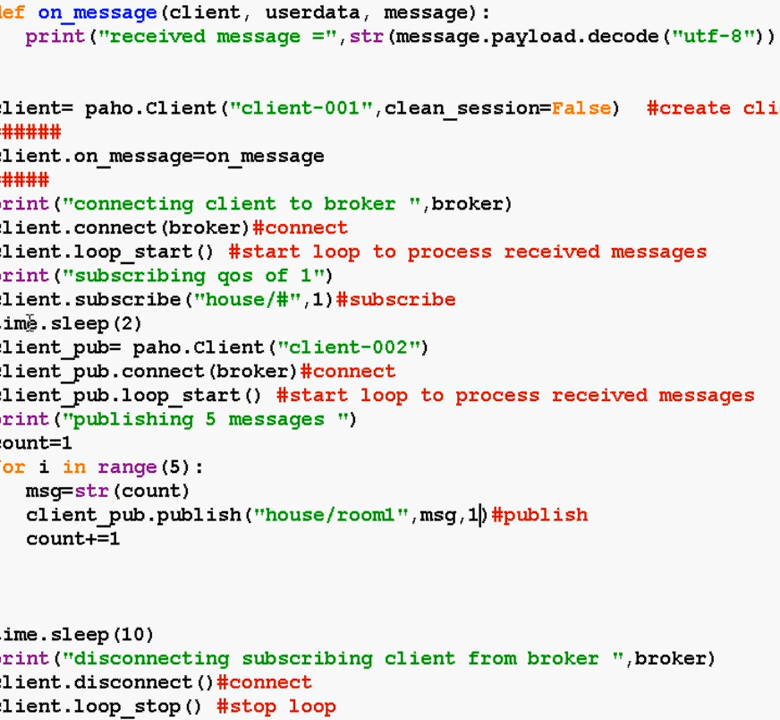 ef on_message(client, userdata, message):
print("received message =",str(message.payload.decode("utf-8"))
client= paho.Client("client-001",clean_session=False) #create cli
######
client.on_message=on_message
#####
print("connecting client to broker ",broker)
client.connect(broker)#connect
client.loop_start() #start loop to process received messages
print("subscribing qos of 1")
client.subscribe("house/#",1)#subscribe
ime.sleep(2)
client_pub= paho.Client("client-002")
client_pub.connect(broker)#connect
client_pub.loop_start() #start loop to process received messages
print("publishing 5 messages ")
count=1
for i in range(5):
msg=str(count)
client_pub.publish("house/room1",msg,1)#publish
count+=1
ime.sleep(10)
print("disconnecting subscribing client from broker ",broker)
client.disconnect()#connect
client.loop_stop() #stop loop